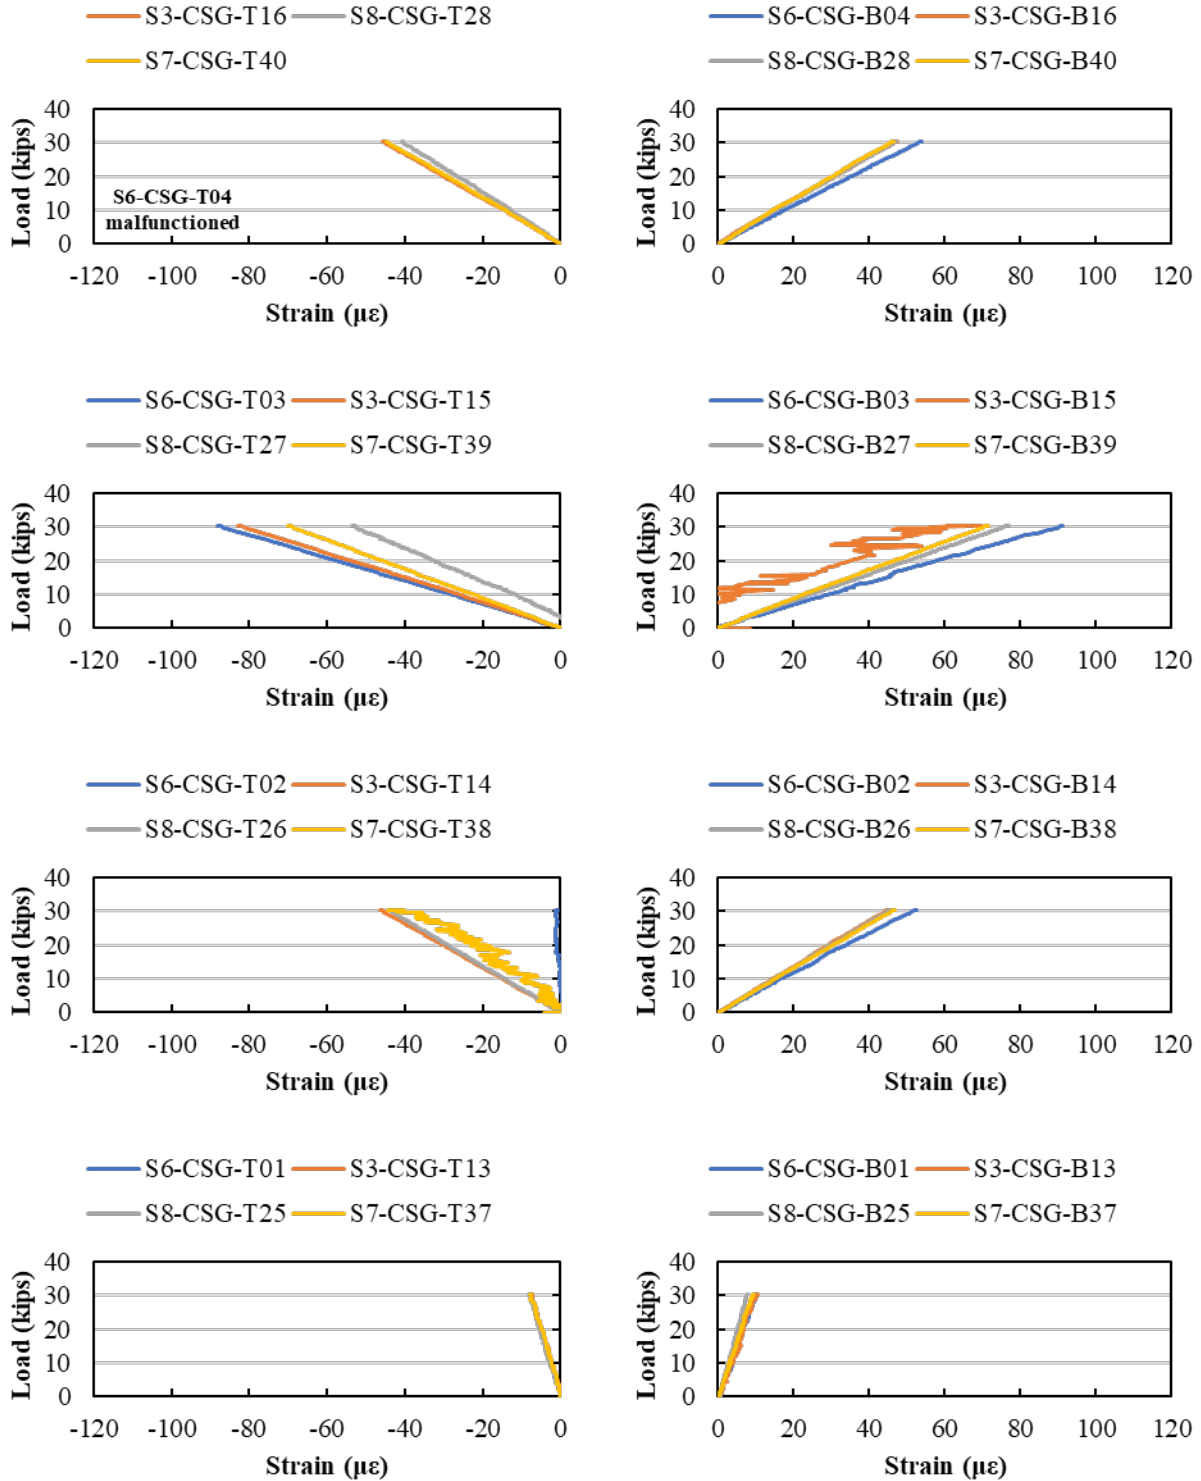 S3-CSG-T16 S8-CSG-T28
S7-CSG-T40
40
30
20
10
0
Load (kips)
S6-CSG-T04
malfunctioned
-120 -100 -80 -60 -40 -20 0
Strain (με)
S6-CSG-B04 S3-CSG-B16
S8-CSG-B28 S7-CSG-B40
40
30
20
10
0
Load (kips)
0 20 40 60 80 100 120
Strain (με)
S6-CSG-T03 S3-CSG-T15
S8-CSG-T27 S7-CSG-T39
40
30
20
10
0
Load (kips)
-120 -100 -80 -60 -40 -20 0
Strain (με)
S6-CSG-B03 S3-CSG-B15
S8-CSG-B27 S7-CSG-B39
40
30
20
10
0
Load (kips)
0 20 40 60 80 100 120
Strain (με)
S6-CSG-T02 S3-CSG-T14
S8-CSG-T26 S7-CSG-T38
40
30
20
10
0
Load (kips)
-120 -100 -80 -60 -40 -20 0
Strain (με)
S6-CSG-B02 S3-CSG-B14
S8-CSG-B26 S7-CSG-B38
40
30
20
10
0
Load (kips)
0 20 40 60 80 100 120
Strain (με)
S6-CSG-T01 S3-CSG-T13
S8-CSG-T25 S7-CSG-T37
40
30
20
10
0
Load (kips)
-120 -100 -80 -60 -40 -20 0
Strain (με)
S6-CSG-B01 S3-CSG-B13
S8-CSG-B25 S7-CSG-B37
40
30
20
10
0
Load (kips)
0 20 40 60 80 100 120
Strain (με)